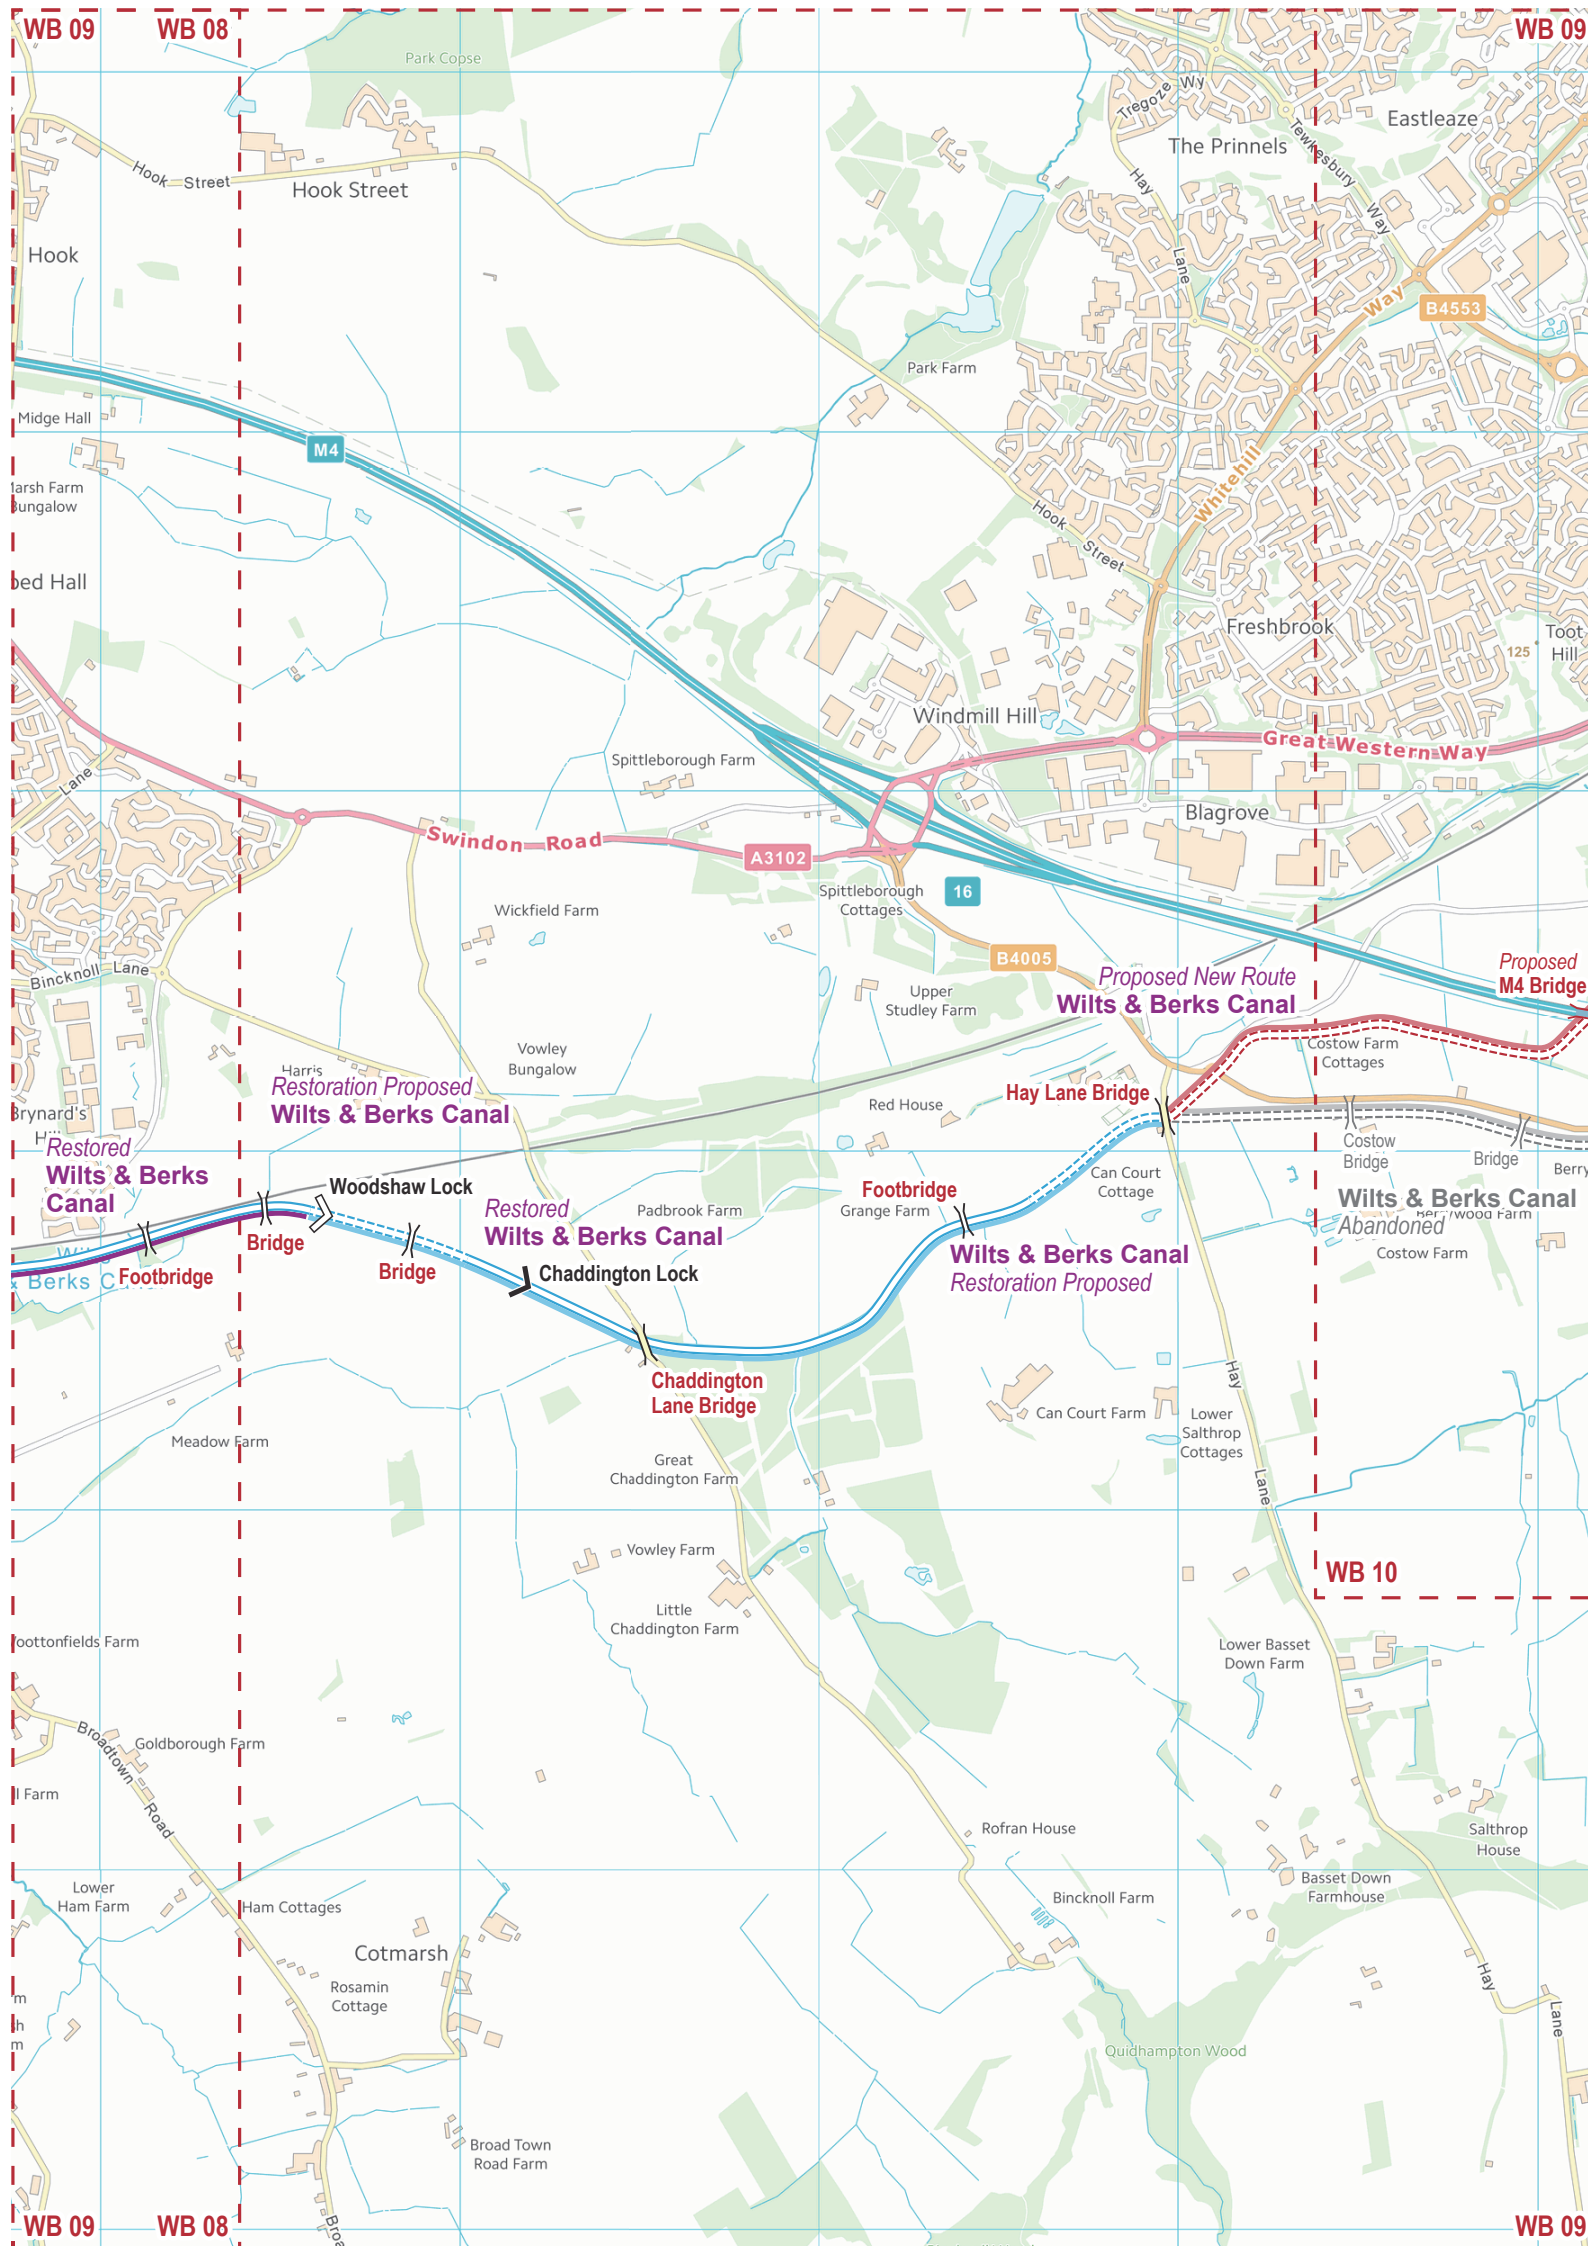 WB 09
WB 08
WB 09
Park Copse
Tregoze Wy
Eastleaze
The Prinnels
Tewkesbury Way
Hook Street
Hook Street
Hay Lane
Hook
Way
B4553
Park Farm
Midge Hall
M4
Marsh Farm
Bungalow
Whitehill
Hook Street
Freshbrook
Toot
Hill
125
Windmill Hill
Great Western Way
Spittleborough Farm
Lane
Blagrove
Swindon Road
A3102
16
Spittleborough
Cottages
Wickfield Farm
B4005
Bincknoll Lane
Proposed
M4 Bridge
Proposed New Route
Wilts & Berks Canal
Upper
Studley Farm
Costow Farm
Cottages
Vowley
Bungalow
Harris
Restoration Proposed
Wilts & Berks Canal
Red House
Hay Lane Bridge
Brynard's
Costow
Bridge
Bridge
Berry
Restored
Wilts & Berks
Canal
Can Court
Cottage
Woodshaw Lock
Footbridge
Grange Farm
Padbrook Farm
Restored
Wilts & Berks Canal
Wilts & Berks Canal
Abandoned
Costow Farm
Bridge
Wilts & Berks Canal
Restoration Proposed
Footbridge
Bridge
Chaddington Lock
& Berks
Hay
Chaddington
Lane Bridge
Can Court Farm
Lower
Salthrop
Cottages
Meadow Farm
Great
Chaddington Farm
Lane
Vowley Farm
WB 10
Little
Chaddington Farm
Lower Basset
Down Farm
Broadtown Road
Goldborough Farm
Farm
Rofran House
Salthrop
House
Lower
Ham Farm
Ham Cottages
Bincknoll Farm
Basset Down
Farmhouse
Cotmarsh
Rosamin
Cottage
Hay
Lane
Quidhampton Wood
Broad Town
Road Farm
WB 09
WB 08
WB 09